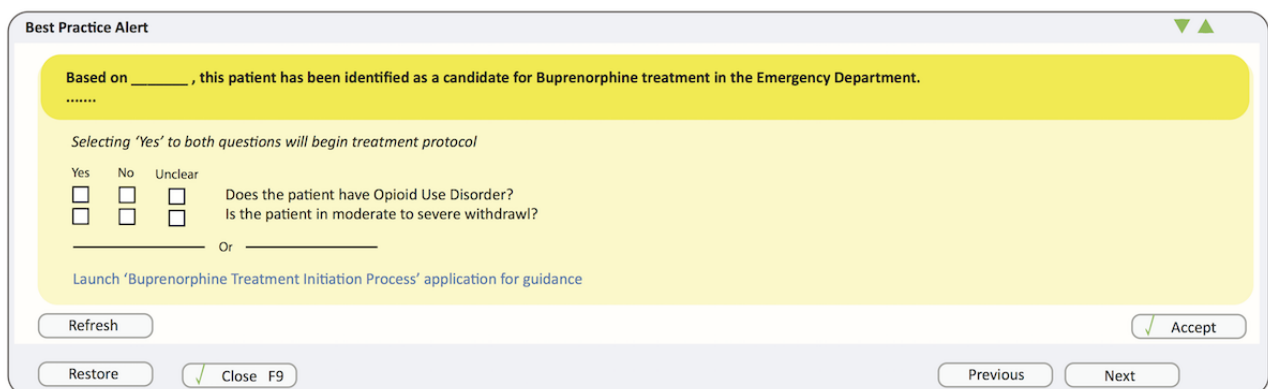 Best Practice Alert
Based on _______ , this patient has been identified as a candidate for Buprenorphine treatment in the Emergency Department.
.......
Selecting ‘Yes’ to both questions will begin treatment protocol
Yes No Unclear
Does the patient have Opioid Use Disorder?
Is the patient in moderate to severe withdrawl?
Or
Launch ‘Buprenorphine Treatment Initiation Process’ application for guidance
Refresh Accept
Restore Close F9 Previous Next